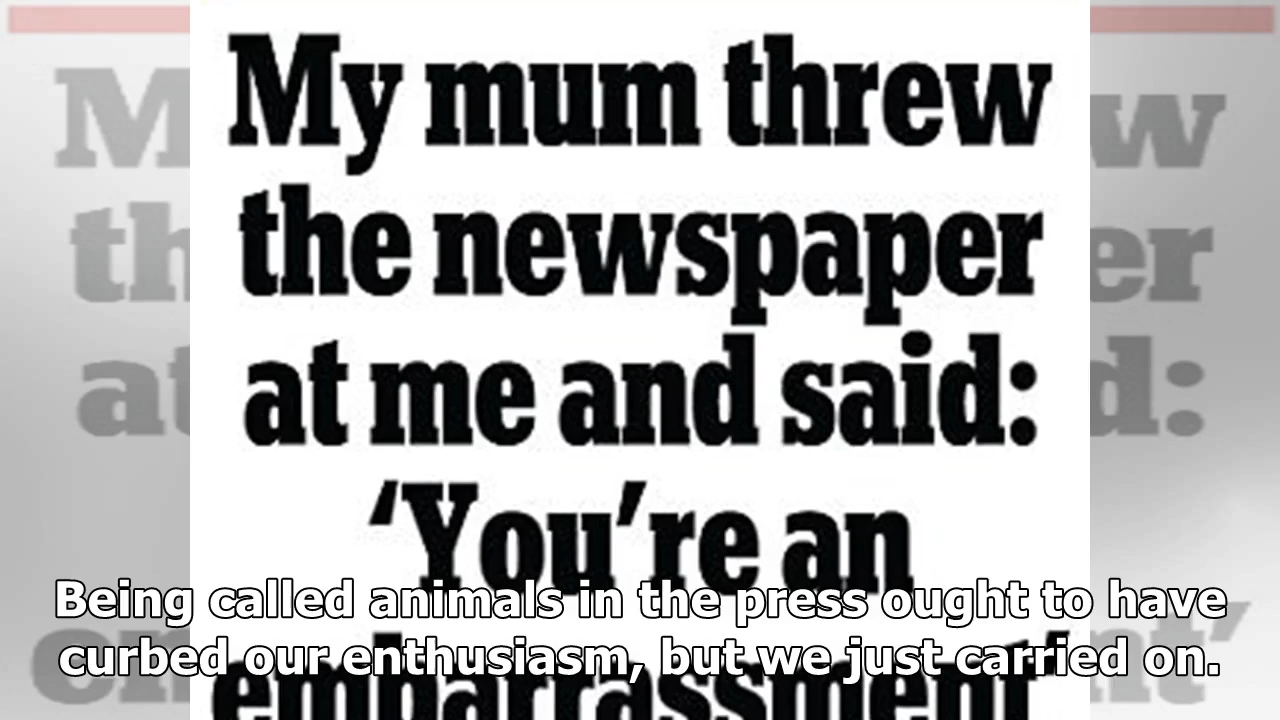 My mum threw
the newspaper
at me and said:
‘You’re an
embarrassment’
Being called animals in the press ought to have
curbed our enthusiasm, but we just carried on.